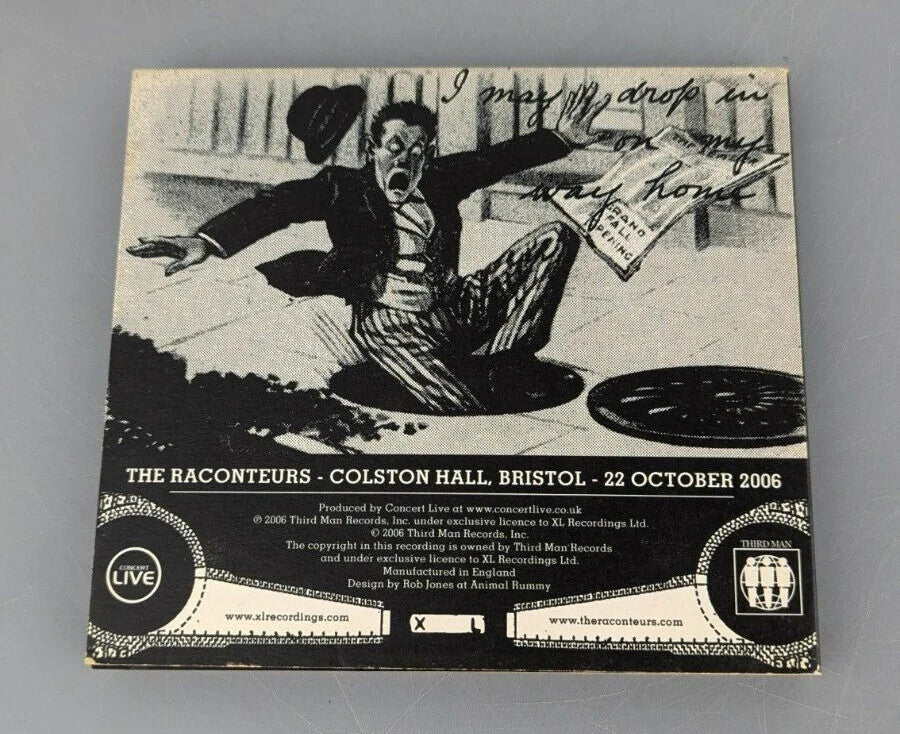 I may drop in
on my
way home
GRAND
FALL
OPENING
THE RACONTEURS - COLSTON HALL, BRISTOL - 22 OCTOBER 2006
Produced by Concert Live at www.concertlive.co.uk
℗ 2006 Third Man Records, Inc. under exclusive licence to XL Recordings Ltd.
© 2006 Third Man Records, Inc.
The copyright in this recording is owned by Third Man Records
and under exclusive licence to XL Recordings Ltd.
Manufactured in England
Design by Rob Jones at Animal Rummy
CONCERT
LIVE
THIRD MAN
www.xlrecordings.com
X L
www.theraconteurs.com